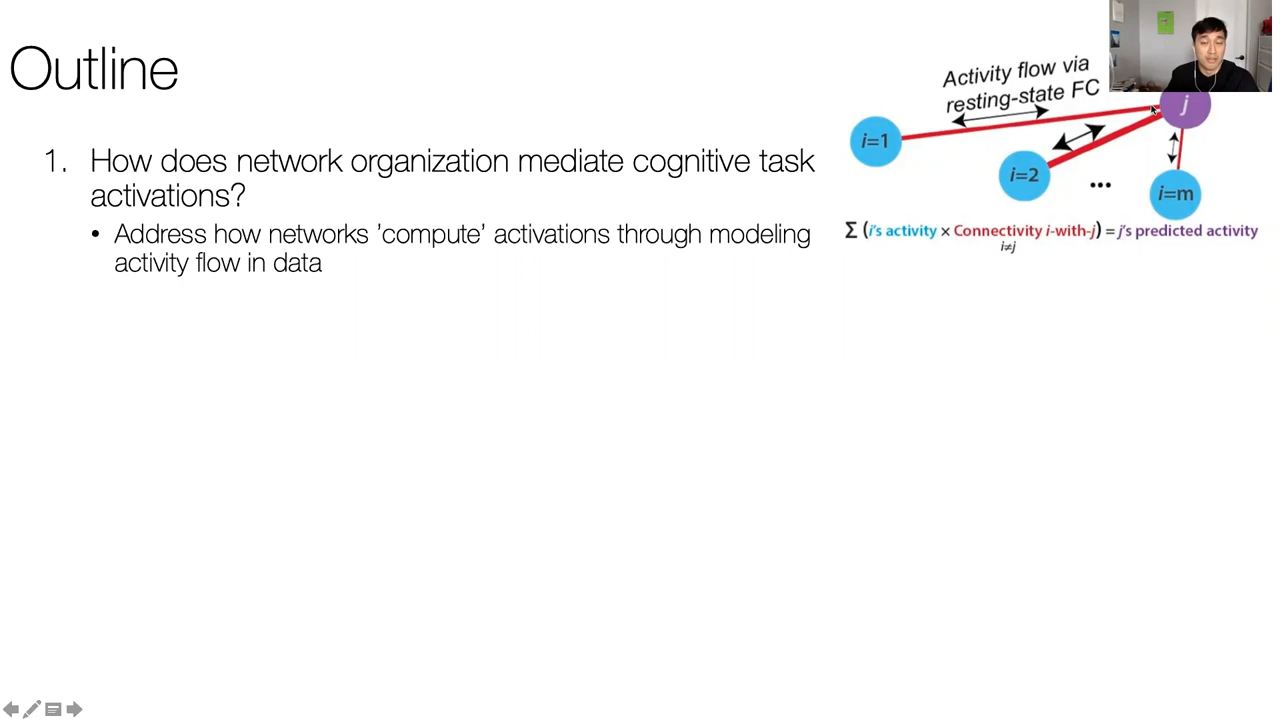 Outline
Activity flow via
resting-state FC
j
i=1
i=2
...
i=m
∑ (i's activity × Connectivity i-with-j) = j's predicted activity
i≠j
1. How does network organization mediate cognitive task
activations?
• Address how networks 'compute' activations through modeling
activity flow in data